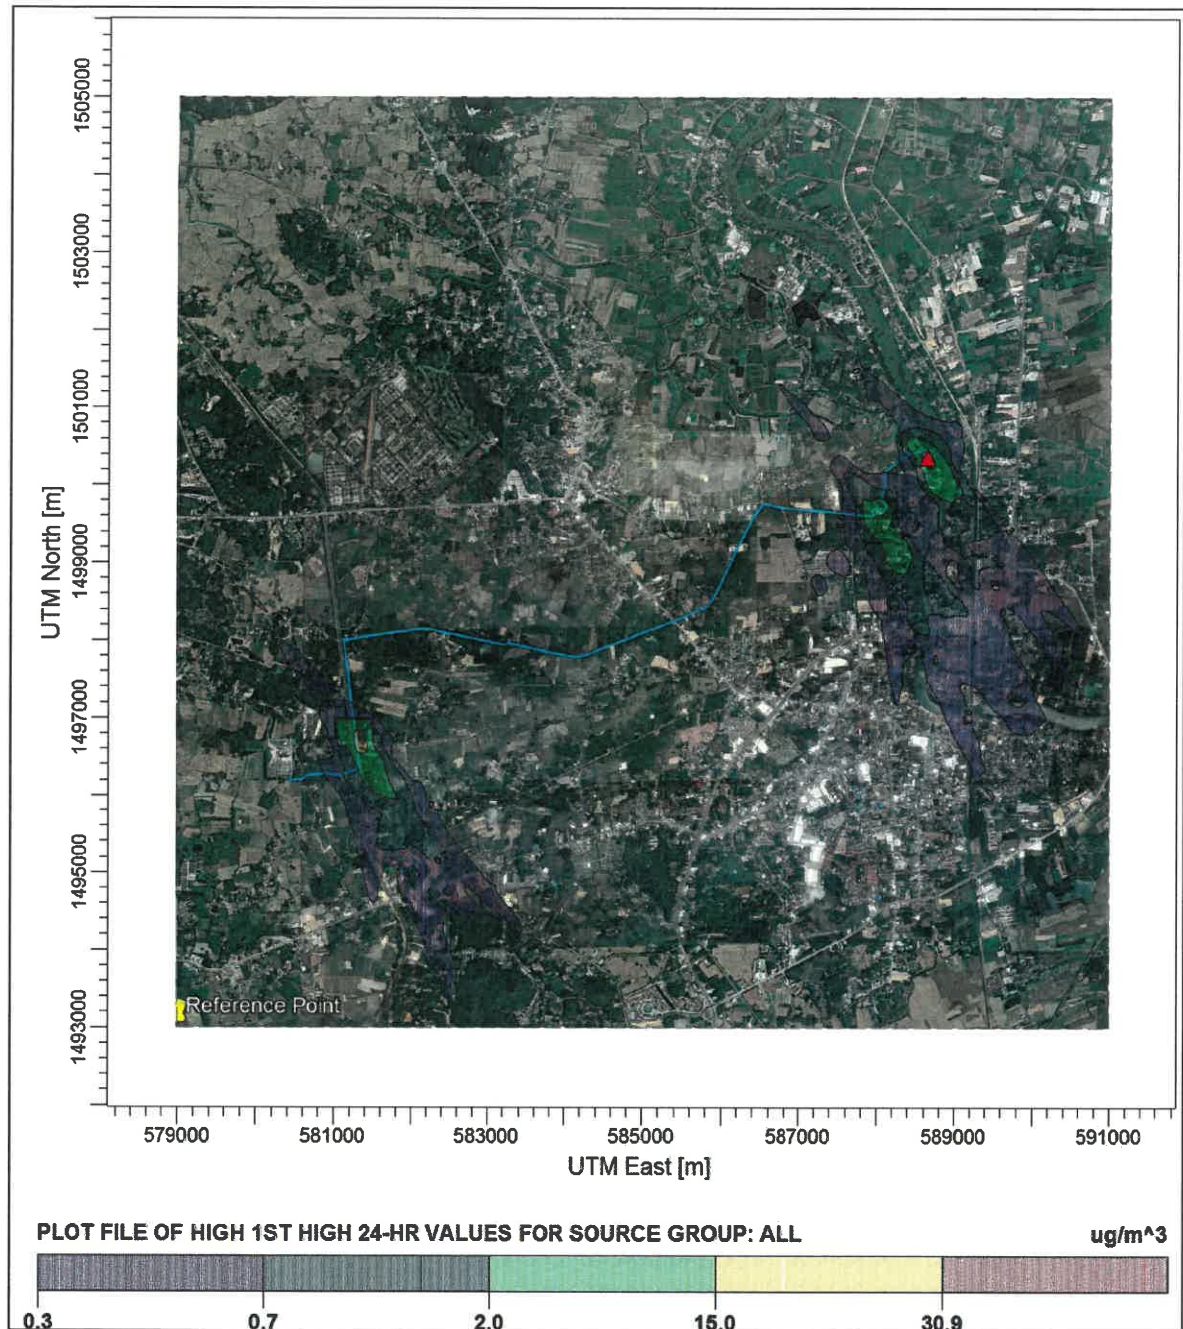 1505000
1503000
1501000
1499000
1497000
1495000
1493000
UTM North [m]
Reference Point
579000 581000 583000 585000 587000 589000 591000
UTM East [m]
PLOT FILE OF HIGH 1ST HIGH 24-HR VALUES FOR SOURCE GROUP: ALL ug/m^3
0.3 0.7 2.0 15.0 30.9